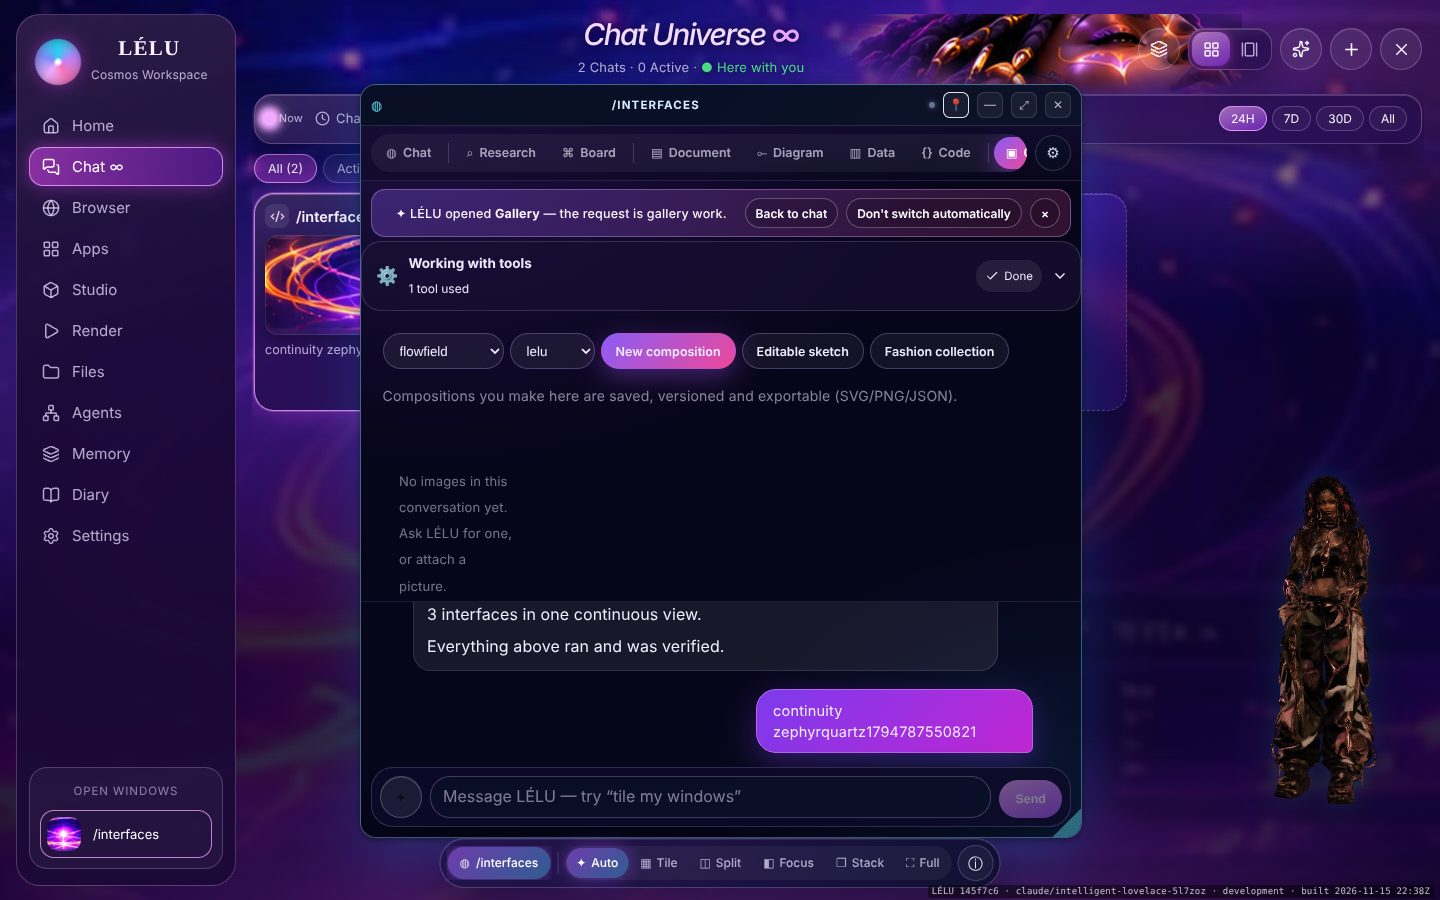 LÉLU
Cosmos Workspace
Home
Chat ∞
Browser
Apps
Studio
Render
Files
Agents
Memory
Diary
Settings
OPEN WINDOWS
/interfaces
Chat Universe ∞
2 Chats · 0 Active · Here with you
Now
24H 7D 30D All
All (2)
/INTERFACES
Chat Research Board Document Diagram Data {} Code
✦ LÉLU opened Gallery — the request is gallery work. Back to chat Don't switch automatically ×
Working with tools
1 tool used
Done
flowfield lelu New composition Editable sketch Fashion collection
Compositions you make here are saved, versioned and exportable (SVG/PNG/JSON).
No images in this
conversation yet.
Ask LÉLU for one,
or attach a
picture.
3 interfaces in one continuous view.
Everything above ran and was verified.
continuity
zephyrquartz1794787550821
Message LÉLU — try “tile my windows”
Send
/interfaces ✦ Auto Tile Split Focus Stack Full
LÉLU 145f7c6 · claude/intelligent-lovelace-5l7zoz · development · built 2026-11-15 22:38Z